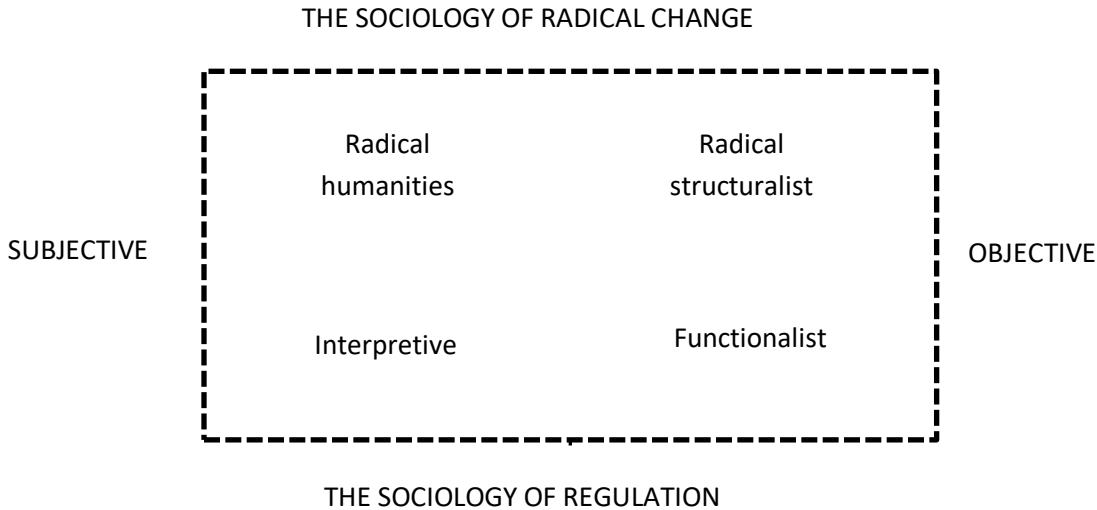 THE SOCIOLOGY OF RADICAL CHANGE
Radical
humanities
Radical
structuralist
SUBJECTIVE
OBJECTIVE
Interpretive
Functionalist
THE SOCIOLOGY OF REGULATION